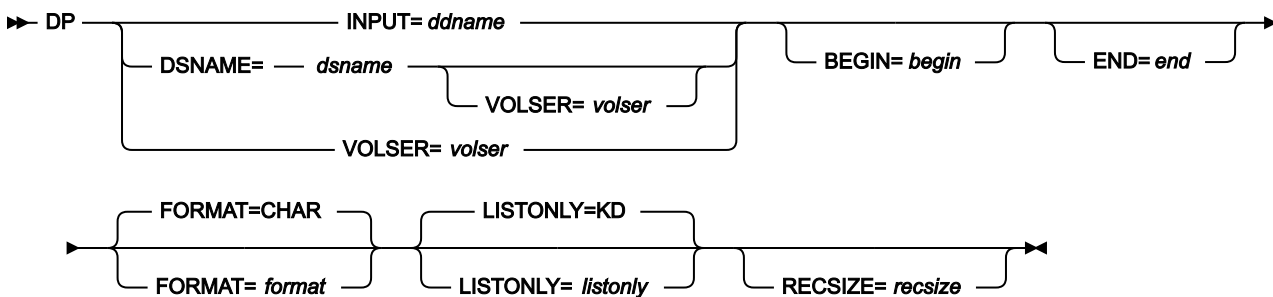 DP INPUT= ddname
DSNAME= dsname BEGIN= begin END= end
VOLSER= volser
VOLSER= volser
FORMAT=CHAR LISTONLY=KD
FORMAT= format LISTONLY= listonly RECSIZE= recsize